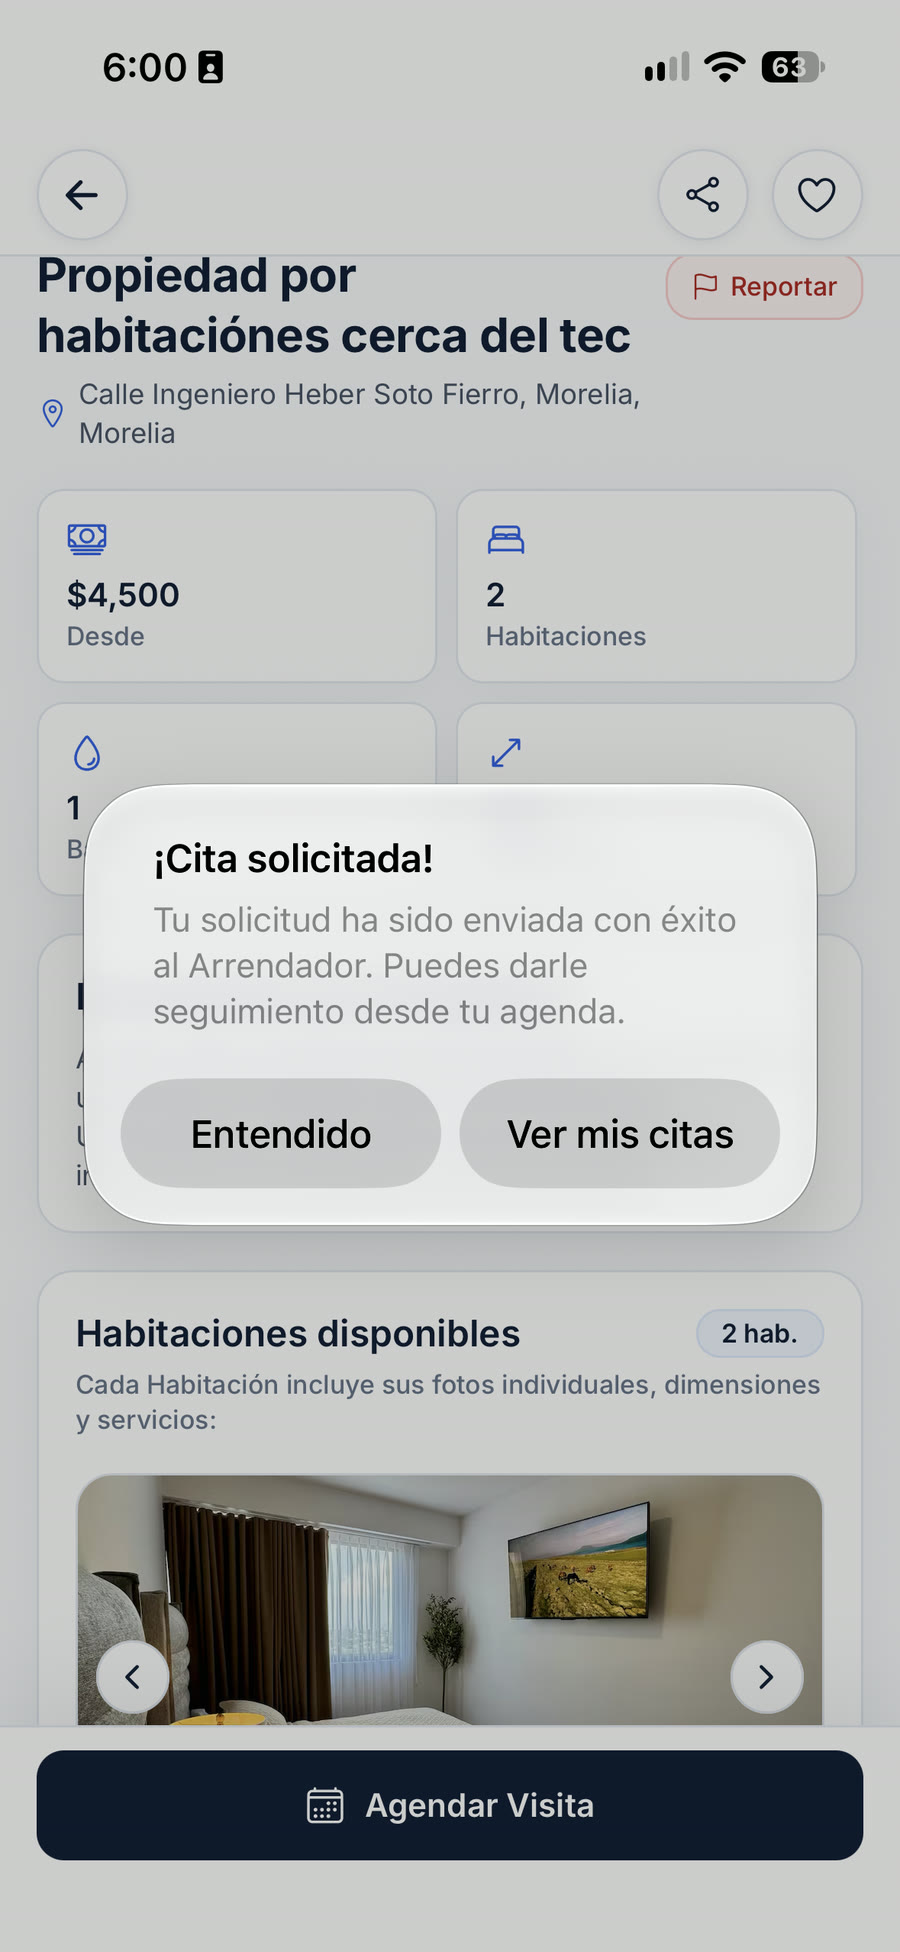 6:00
63
Propiedad por
habitaciónes cerca del tec
Reportar
Calle Ingeniero Heber Soto Fierro, Morelia,
Morelia
$4,500
Desde
2
Habitaciones
1
¡Cita solicitada!
Tu solicitud ha sido enviada con éxito
al Arrendador. Puedes darle
seguimiento desde tu agenda.
Entendido
Ver mis citas
Habitaciones disponibles
2 hab.
Cada Habitación incluye sus fotos individuales, dimensiones
y servicios:
Agendar Visita